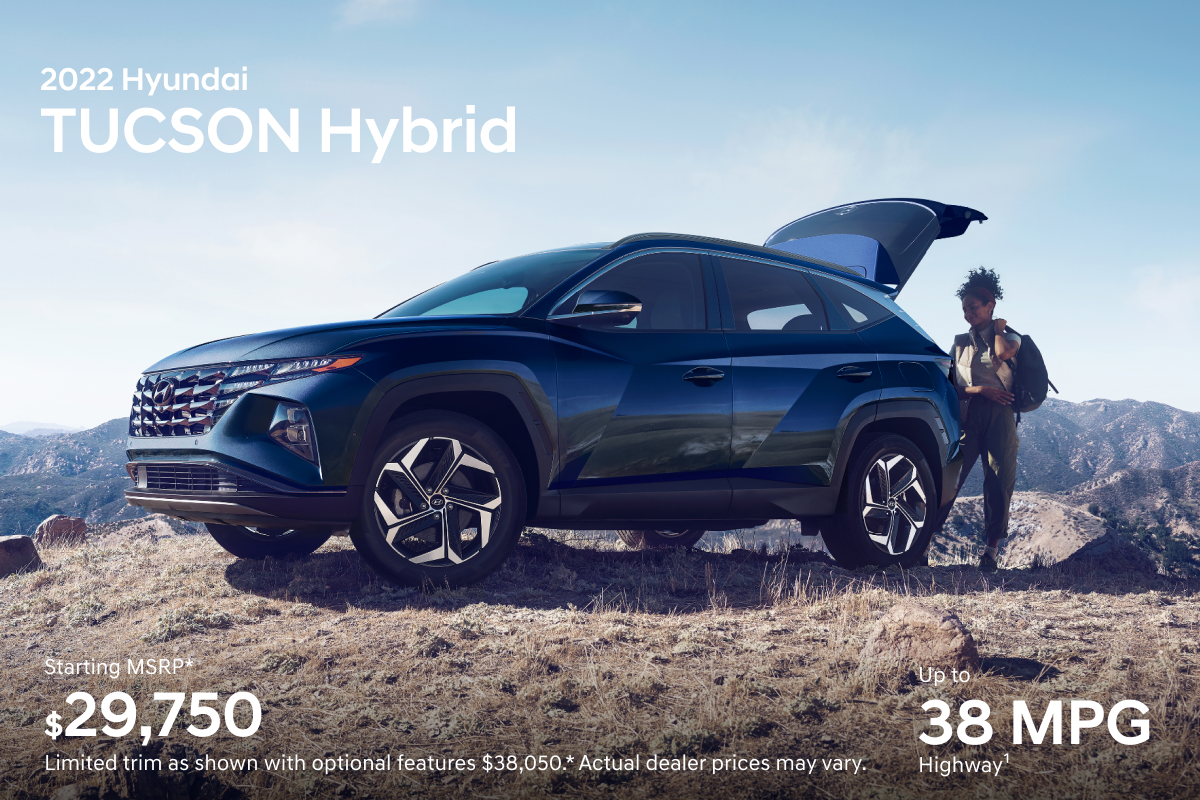 2022 Hyundai
TUCSON Hybrid
Starting MSRP*
$29,750
Limited trim as shown with optional features $38,050.* Actual dealer prices may vary.
Up to
38 MPG
Highway¹